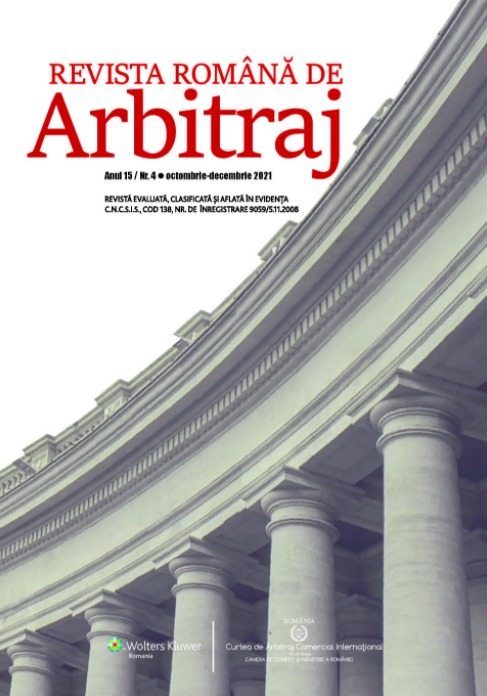 REVISTA ROMÂNĂ DE
Arbitraj
Anul 15 / Nr. 4 ● octombrie-decembrie 2021
REVISTĂ EVALUATĂ, CLASIFICATĂ ȘI AFLATĂ ÎN EVIDENȚA
C.N.C.S.I.S., COD 138, NR. DE ÎNREGISTRARE 9059/5.11.2008
Wolters Kluwer
Romania
ROMÂNIA
Curtea de Arbitraj Comercial Internațional
CAMERA DE COMERȚ ȘI INDUSTRIE A ROMÂNIEI